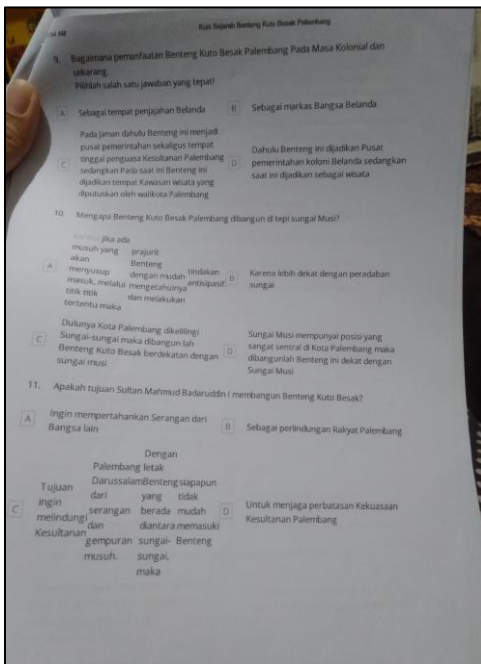 :54 AM
Kuis Sejarah Benteng Kuto Besak Palembang
9. Bagaimana pemanfaatan Benteng Kuto Besak Palembang Pada Masa Kolonial dan
sekarang.
Pilihlah salah satu jawaban yang tepat!
A Sebagai tempat penjajahan Belanda
B Sebagai markas Bangsa Belanda
Pada jaman dahulu Benteng ini menjadi
pusat pemerintahan sekaligus tempat
C tinggal penguasa Kesultanan Palembang
sedangkan Pada saat ini Benteng ini
dijadikan tempat Kawasan wisata yang
diputuskan oleh walikota Palembang
Dahulu Benteng ini dijadikan Pusat
D pemerintahan koloni Belanda sedangkan
saat ini dijadikan sebagai wisata
10. Mengapa Benteng Kuto Besak Palembang dibangun di tepi sungai Musi?
Karena jika ada
musuh yang prajurit
akan Benteng
A menyusup dengan mudah tindakan
masuk, melalui mengetahuinya antisipasif.
titik titik dan melakukan
tertentu maka
B Karena lebih dekat dengan peradaban
sungai
Dulunya Kota Palembang dikelilingi
C Sungai-sungai maka dibangun lah
Benteng Kuto Besak berdekatan dengan
sungai musi
Sungai Musi mempunyai posisi yang
D sangat sentral di Kota Palembang maka
dibangunlah Benteng ini dekat dengan
Sungai Musi
11. Apakah tujuan Sultan Mahmud Badaruddin I membangun Benteng Kuto Besak?
A Ingin mempertahankan Serangan dari
Bangsa lain
B Sebagai perlindungan Rakyat Palembang
Dengan
Palembang letak
Tujuan Darussalam Benteng siapapun
ingin dari yang tidak
C melindungi serangan berada mudah
Kesultanan dan diantara memasuki
gempuran sungai- Benteng
musuh. sungai,
maka
D Untuk menjaga perbatasan Kekuasaan
Kesultanan Palembang